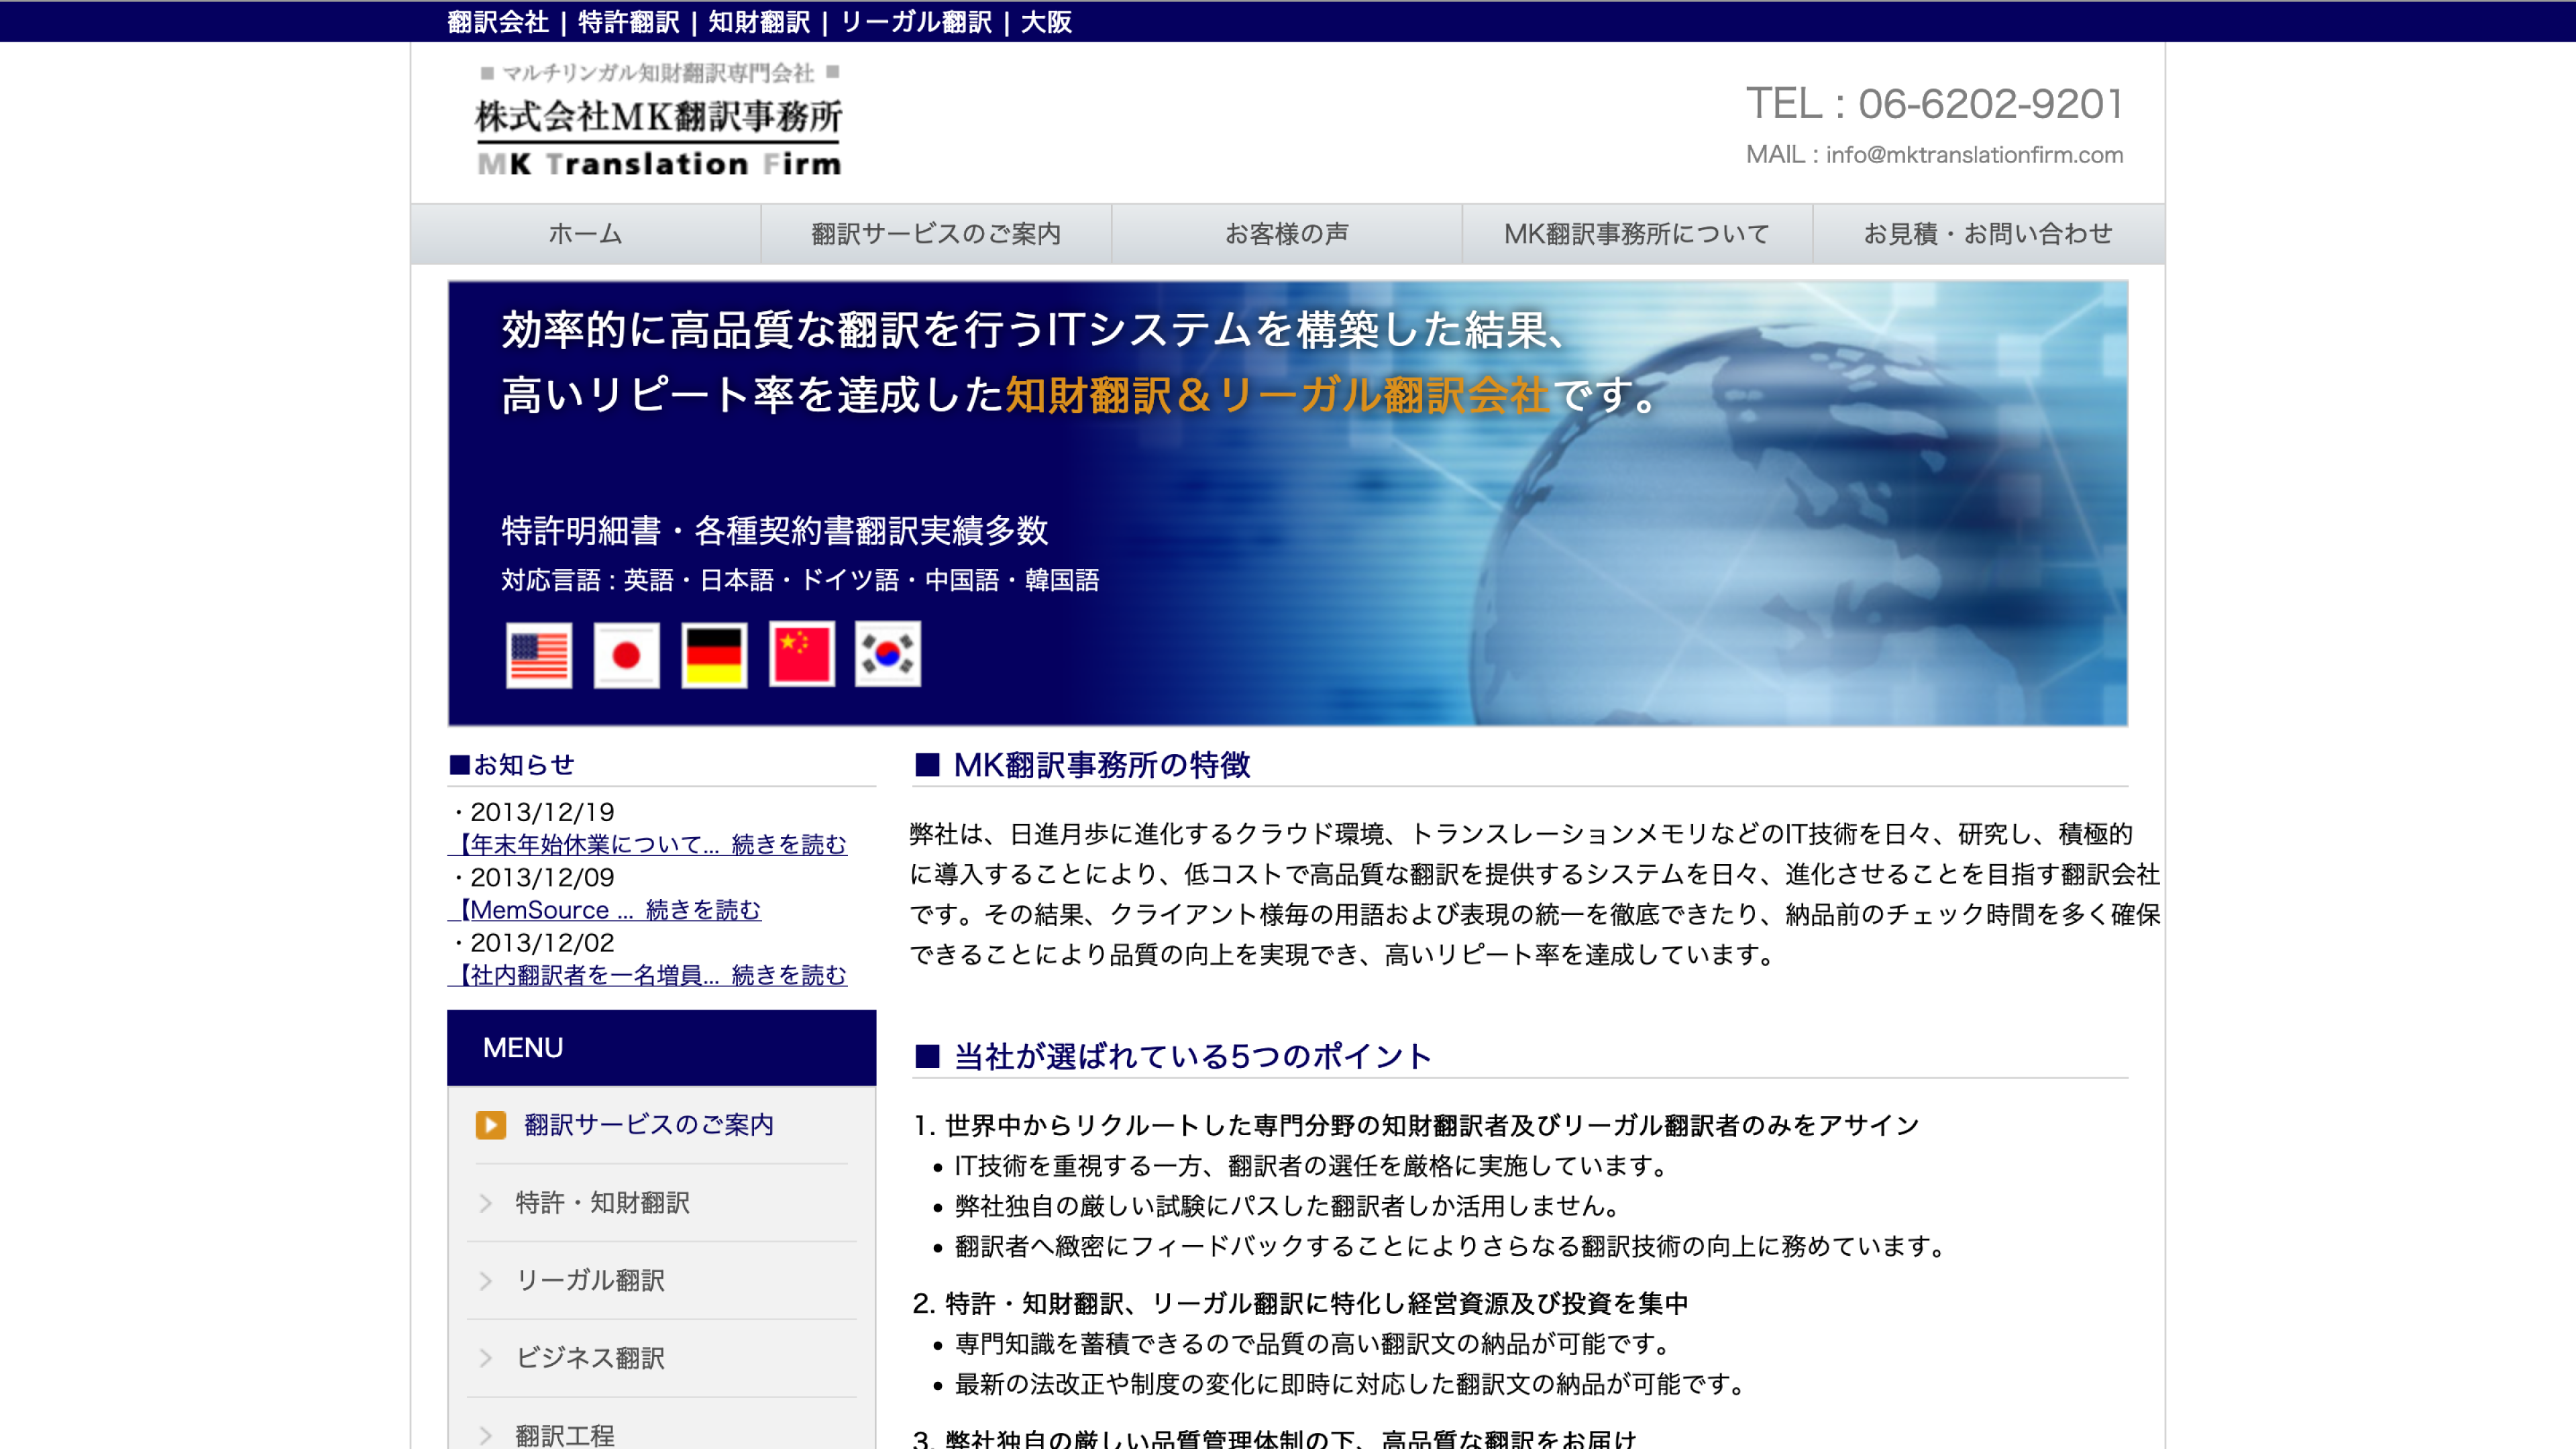 翻訳会社 | 特許翻訳 | 知財翻訳 | リーガル翻訳 | 大阪
■ マルチリンガル知財翻訳専門会社 ■
株式会社MK翻訳事務所
MK Translation Firm
TEL : 06-6202-9201
MAIL : info@mktranslationfirm.com
ホーム
翻訳サービスのご案内
お客様の声
MK翻訳事務所について
お見積・お問い合わせ
効率的に高品質な翻訳を行うITシステムを構築した結果、
高いリピート率を達成した知財翻訳＆リーガル翻訳会社です。
特許明細書・各種契約書翻訳実績多数
対応言語 : 英語・日本語・ドイツ語・中国語・韓国語
■お知らせ
・2013/12/19
【年末年始休業について... 続きを読む
・2013/12/09
【MemSource ... 続きを読む
・2013/12/02
【社内翻訳者を一名増員... 続きを読む
MENU
翻訳サービスのご案内
特許・知財翻訳
リーガル翻訳
ビジネス翻訳
翻訳工程
■ MK翻訳事務所の特徴
弊社は、日進月歩に進化するクラウド環境、トランスレーションメモリなどのIT技術を日々、研究し、積極的
に導入することにより、低コストで高品質な翻訳を提供するシステムを日々、進化させることを目指す翻訳会社
です。その結果、クライアント様毎の用語および表現の統一を徹底できたり、納品前のチェック時間を多く確保
できることにより品質の向上を実現でき、高いリピート率を達成しています。
■ 当社が選ばれている5つのポイント
1. 世界中からリクルートした専門分野の知財翻訳者及びリーガル翻訳者のみをアサイン
• IT技術を重視する一方、翻訳者の選任を厳格に実施しています。
• 弊社独自の厳しい試験にパスした翻訳者しか活用しません。
• 翻訳者へ緻密にフィードバックすることによりさらなる翻訳技術の向上に務めています。
2. 特許・知財翻訳、リーガル翻訳に特化し経営資源及び投資を集中
• 専門知識を蓄積できるので品質の高い翻訳文の納品が可能です。
• 最新の法改正や制度の変化に即時に対応した翻訳文の納品が可能です。
3. 弊社独自の厳しい品質管理体制の下、高品質な翻訳をお届け